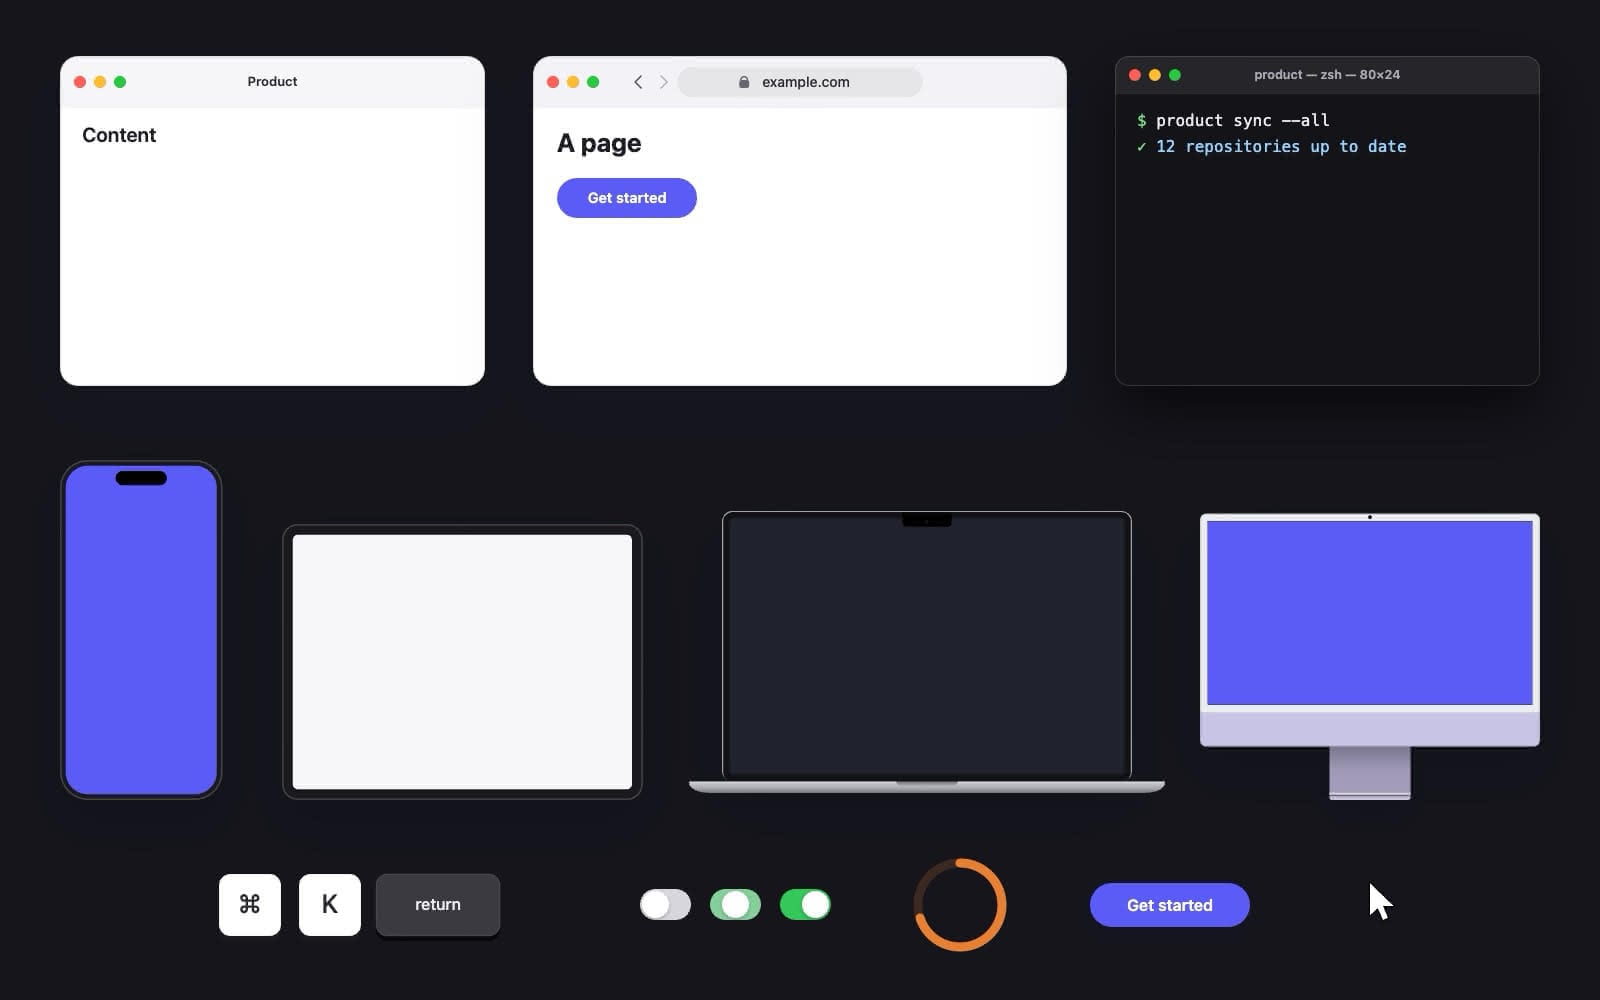 Product
Content
example.com
A page
Get started
product — zsh — 80×24
$ product sync --all
✓ 12 repositories up to date
⌘
K
return
Get started